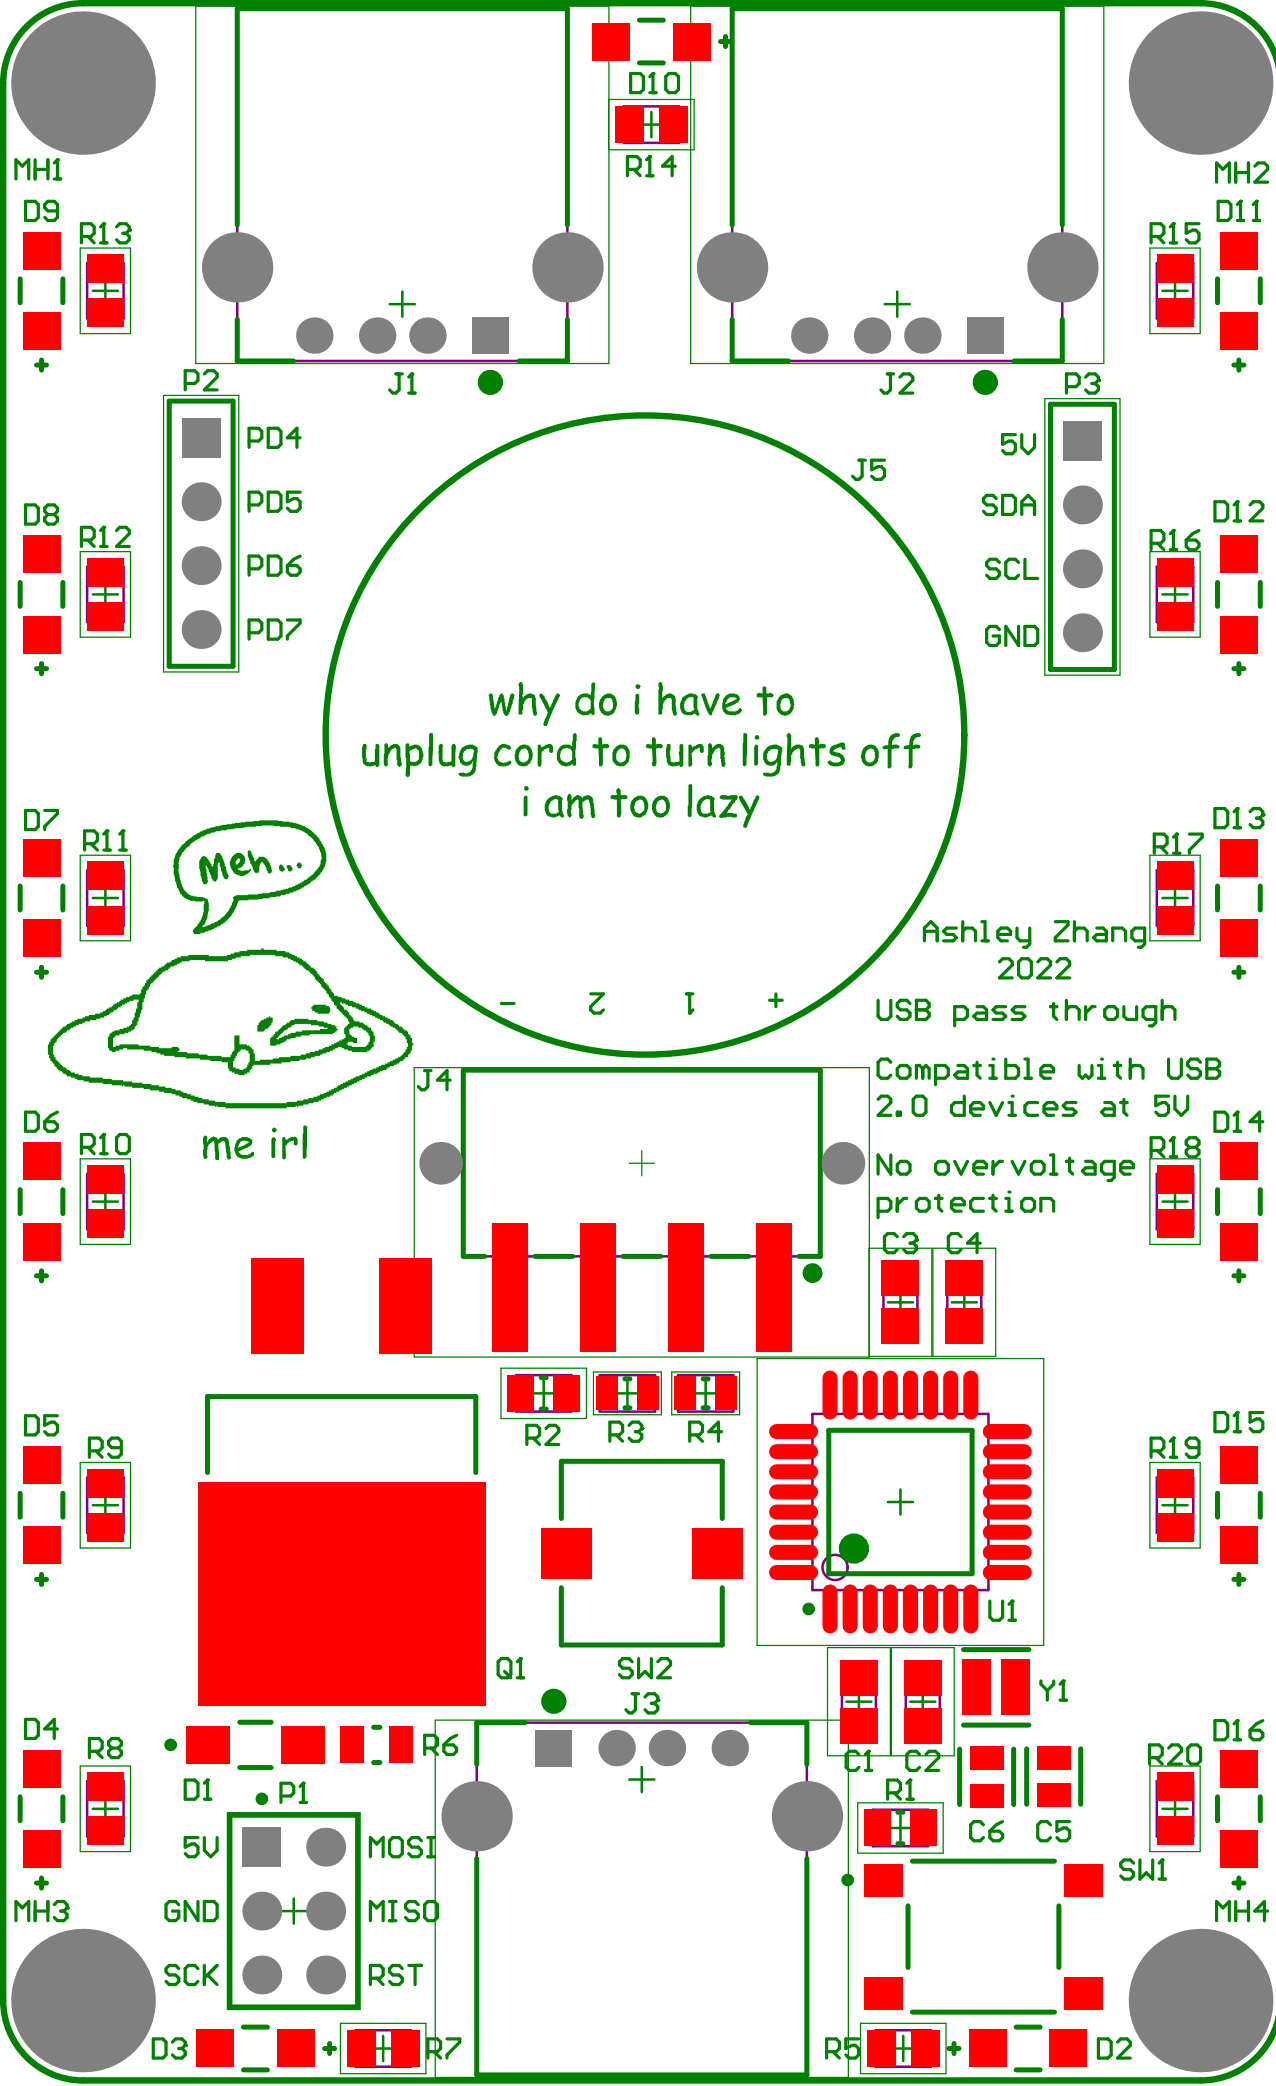 D10
R14
MH1
MH2
D9
D11
R13
R15
P2
J1
J2
P3
PD4
5V
J5
PD5
SDA
D8
D12
R12
R16
PD6
SCL
PD7
GND
why do i have to
unplug cord to turn lights off
i am too lazy
D7
D13
R11
R17
Meh...
Ashley Zhang
2022
- 2 1 +
USB pass through
Compatible with USB
2.0 devices at 5V
J4
D6
D14
me irl
R10
R18
No overvoltage
protection
C3
C4
D5
D15
R2
R3
R4
R9
R19
U1
Q1
SW2
Y1
J3
D4
D16
R8
R6
R20
C1
C2
D1
P1
R1
C6
C5
5V
MOSI
SW1
MH3
GND
MISO
MH4
SCK
RST
D3
R7
R5
D2